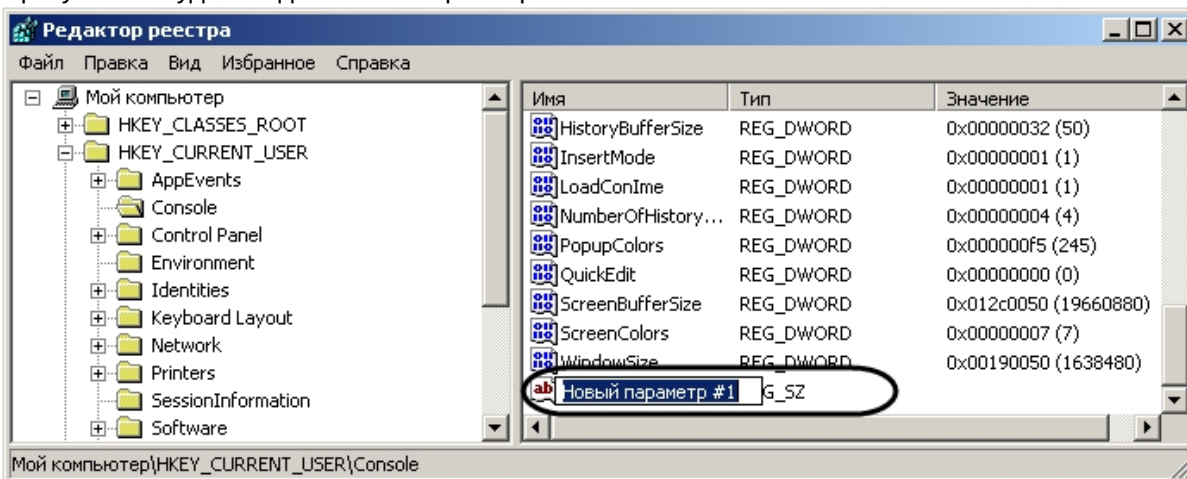 Редактор реестра
Файл Правка Вид Избранное Справка
Мой компьютер
HKEY_CLASSES_ROOT
HKEY_CURRENT_USER
AppEvents
Console
Control Panel
Environment
Identities
Keyboard Layout
Network
Printers
SessionInformation
Software
Имя Тип Значение
HistoryBufferSize REG_DWORD 0x00000032 (50)
InsertMode REG_DWORD 0x00000001 (1)
LoadConIme REG_DWORD 0x00000001 (1)
NumberOfHistory... REG_DWORD 0x00000004 (4)
PopupColors REG_DWORD 0x000000f5 (245)
QuickEdit REG_DWORD 0x00000000 (0)
ScreenBufferSize REG_DWORD 0x012c0050 (19660880)
ScreenColors REG_DWORD 0x00000007 (7)
WindowSize REG_DWORD 0x00190050 (1638480)
Новый параметр #1 G_SZ
Мой компьютер\HKEY_CURRENT_USER\Console